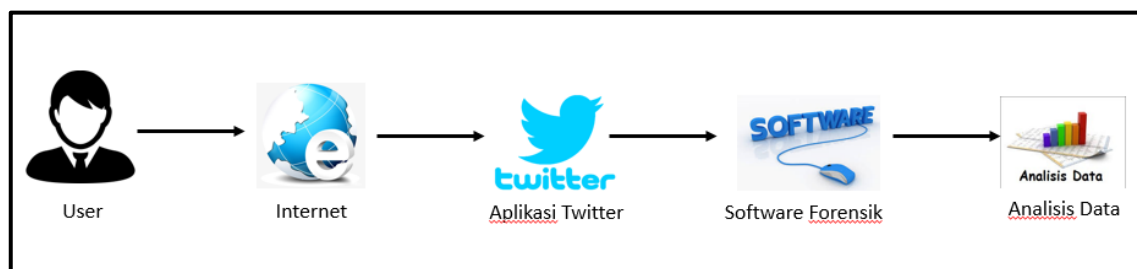 e
twitter
SOFTWARE
Analisis Data
User
Internet
Aplikasi Twitter
Software Forensik
Analisis Data